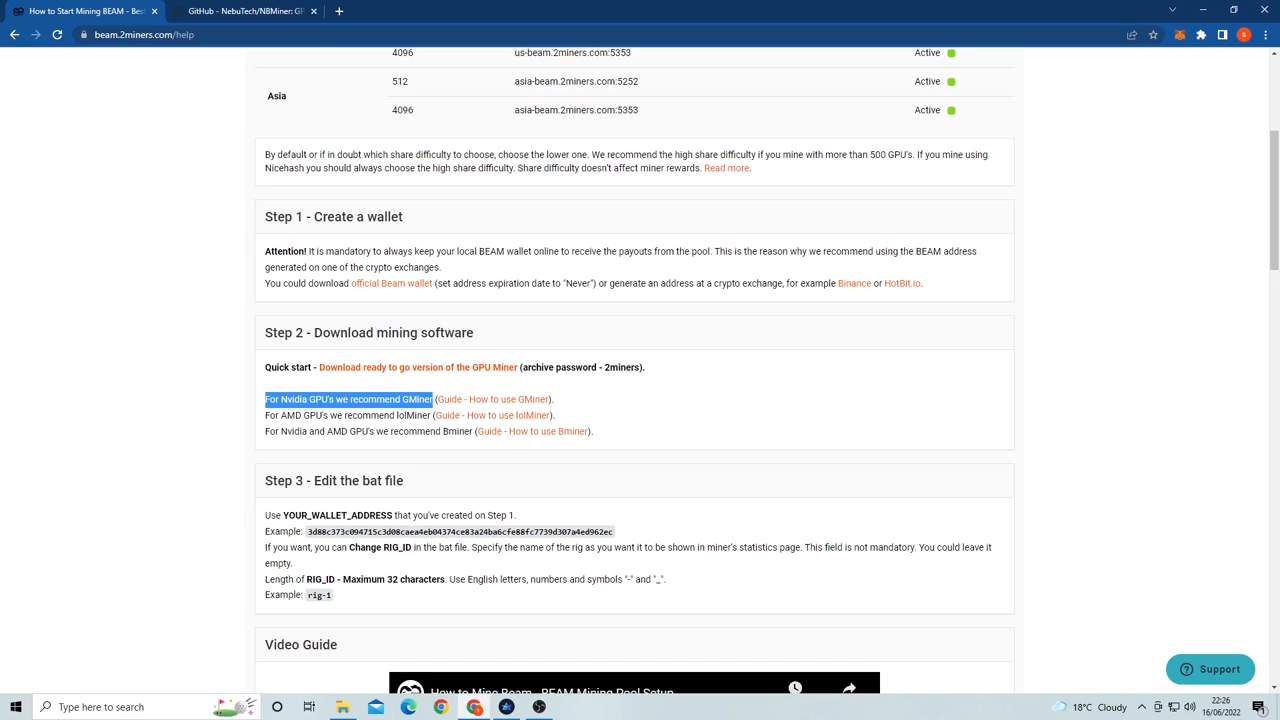 How to Start Mining BEAM - Bes
GitHub - NebuTech/NBMiner: GP
beam.2miners.com/help
4096 us-beam.2miners.com:5353 Active
512 asia-beam.2miners.com:5252 Active
Asia
4096 asia-beam.2miners.com:5353 Active
By default or if in doubt which share difficulty to choose, choose the lower one. We recommend the high share difficulty if you mine with more than 500 GPU's. If you mine using
Nicehash you should always choose the high share difficulty. Share difficulty doesn't affect miner rewards. Read more.
Step 1 - Create a wallet
Attention! It is mandatory to always keep your local BEAM wallet online to receive the payouts from the pool. This is the reason why we recommend using the BEAM address
generated on one of the crypto exchanges.
You could download official Beam wallet (set address expiration date to "Never") or generate an address at a crypto exchange, for example Binance or HotBit.io.
Step 2 - Download mining software
Quick start - Download ready to go version of the GPU Miner (archive password - 2miners).
For Nvidia GPU's we recommend GMiner (Guide - How to use GMiner).
For AMD GPU's we recommend lolMiner (Guide - How to use lolMiner).
For Nvidia and AMD GPU's we recommend Bminer (Guide - How to use Bminer).
Step 3 - Edit the bat file
Use YOUR_WALLET_ADDRESS that you've created on Step 1.
Example: 3d88c373c094715c3d08caea4eb04374ce83a24ba6cfe88fc7739d307a4ed962ec
If you want, you can Change RIG_ID in the bat file. Specify the name of the rig as you want it to be shown in miner's statistics page. This field is not mandatory. You could leave it
empty.
Length of RIG_ID - Maximum 32 characters. Use English letters, numbers and symbols "-" and "_".
Example: rig-1
Video Guide
How to Mine Beam - BEAM Mining Pool Setup
Support
Type here to search
18°C Cloudy
22:26
16/06/2022